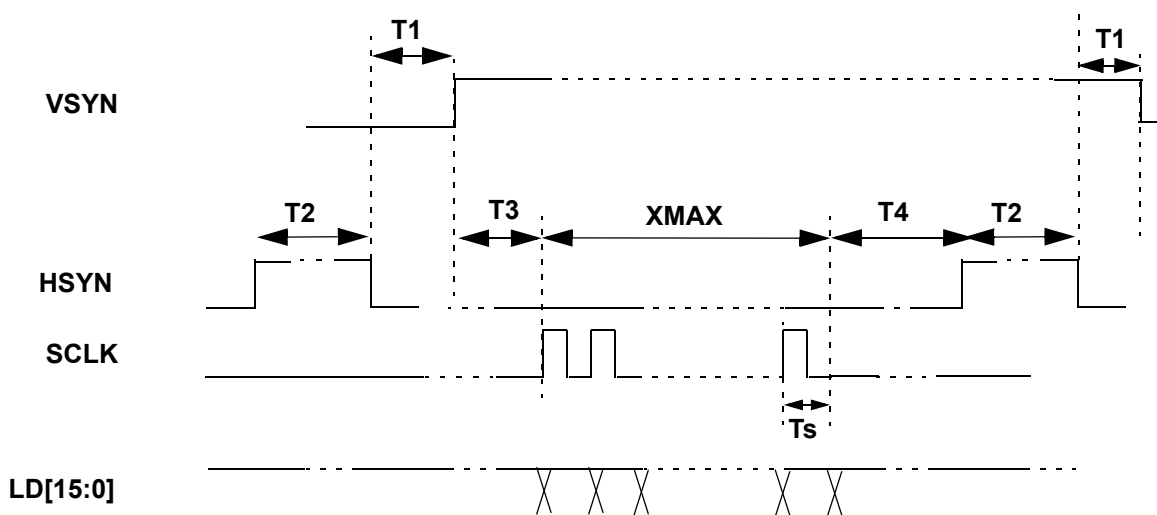 T1
T1
VSYN
T2
T3
XMAX
T4
T2
HSYN
SCLK
Ts
LD[15:0]